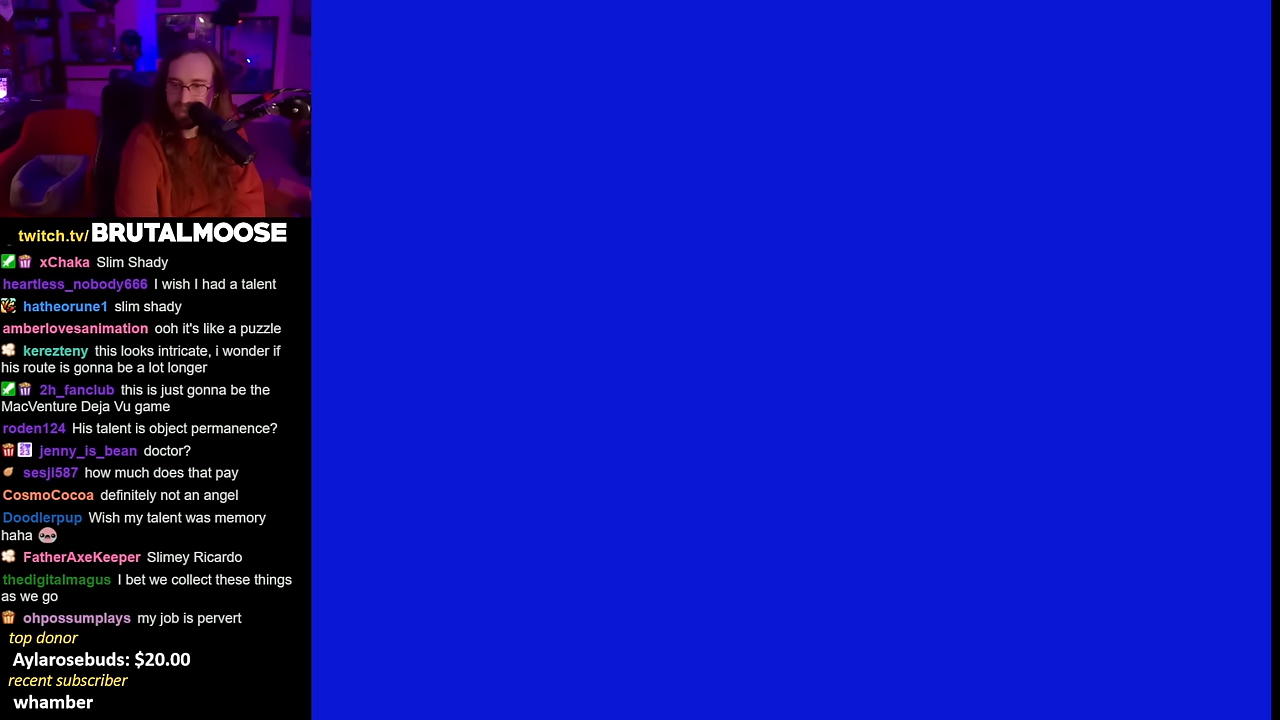 twitch.tv/BRUTALMOOSE
xChaka Slim Shady
heartless_nobody666 I wish I had a talent
hatheorune1 slim shady
amberlovesanimation ooh it's like a puzzle
kerezteny this looks intricate, i wonder if
his route is gonna be a lot longer
2h_fanclub this is just gonna be the
MacVenture Deja Vu game
roden124 His talent is object permanence?
jenny_is_bean doctor?
sesji587 how much does that pay
CosmoCocoa definitely not an angel
Doodlerpup Wish my talent was memory
haha
FatherAxeKeeper Slimey Ricardo
thedigitalmagus I bet we collect these things
as we go
ohpossumplays my job is pervert
top donor
Aylarosebuds: $20.00
recent subscriber
whamber